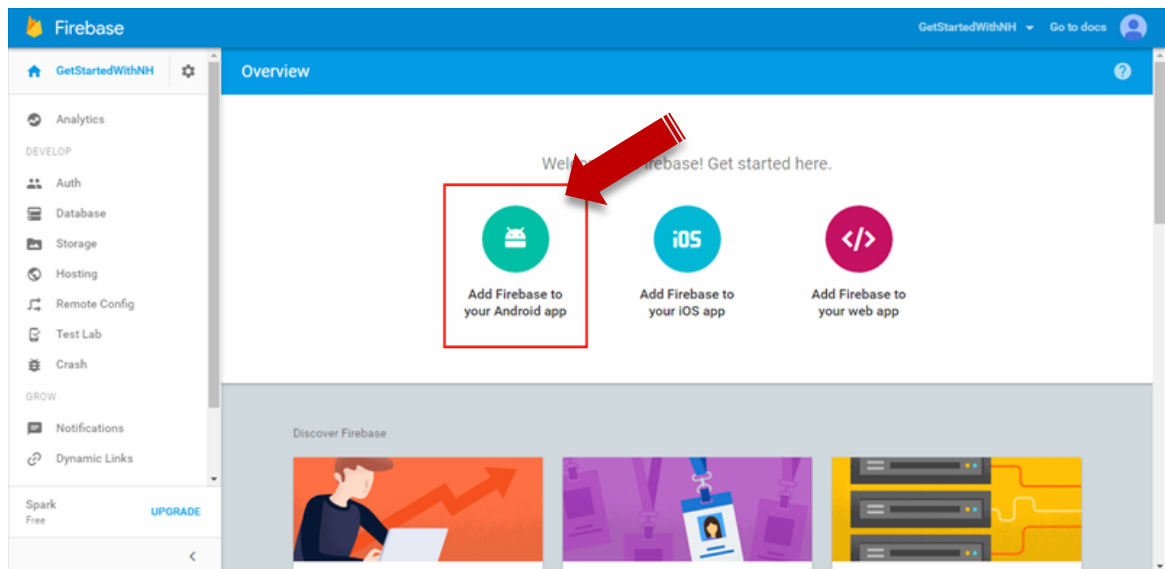 Firebase
GetStartedWithNH
Go to docs
GetStartedWithNH
Overview
?
Analytics
DEVELOP
Auth
Database
Storage
Hosting
Remote Config
Test Lab
Crash
GROW
Notifications
Dynamic Links
Spark
Free
UPGRADE
Firebase! Get started here.
iOS
</>
Add Firebase to
your Android app
Add Firebase to
your iOS app
Add Firebase to
your web app
Discover Firebase